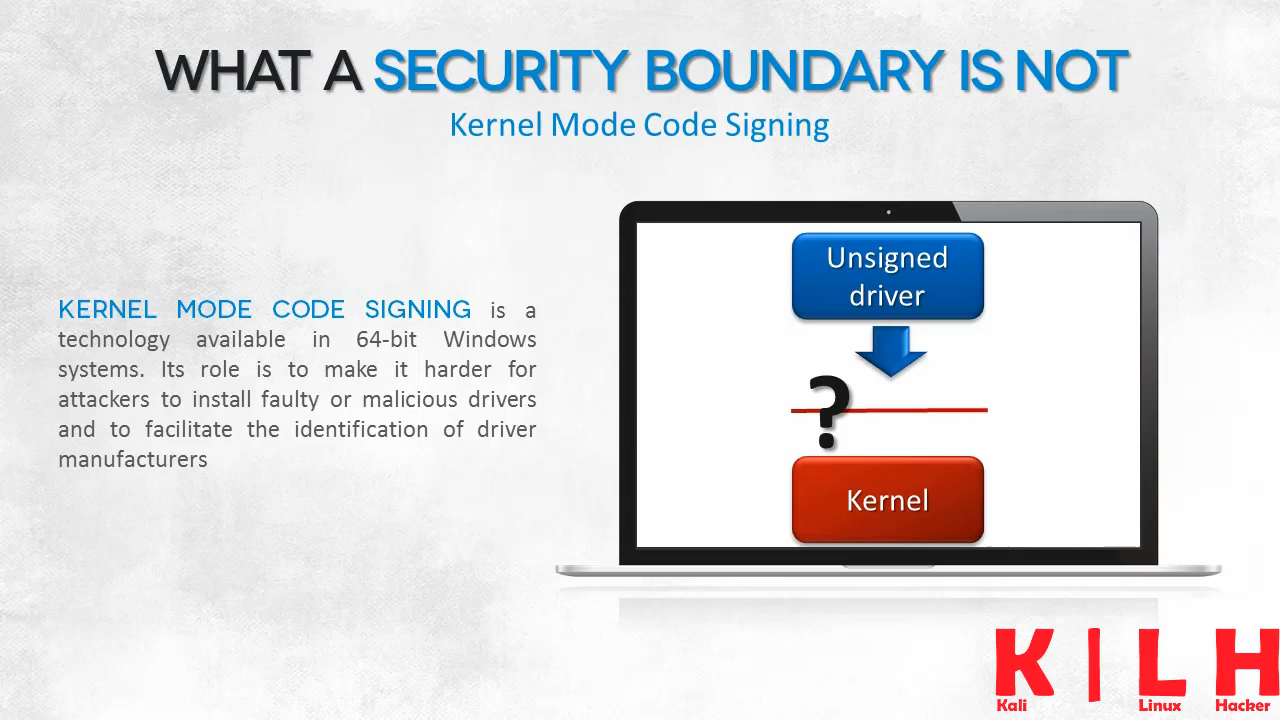 WHAT A SECURITY BOUNDARY IS NOT
Kernel Mode Code Signing
KERNEL MODE CODE SIGNING is a
technology available in 64-bit Windows
systems. Its role is to make it harder for
attackers to install faulty or malicious drivers
and to facilitate the identification of driver
manufacturers
Unsigned
driver
?
Kernel
K | L H
Kali Linux Hacker